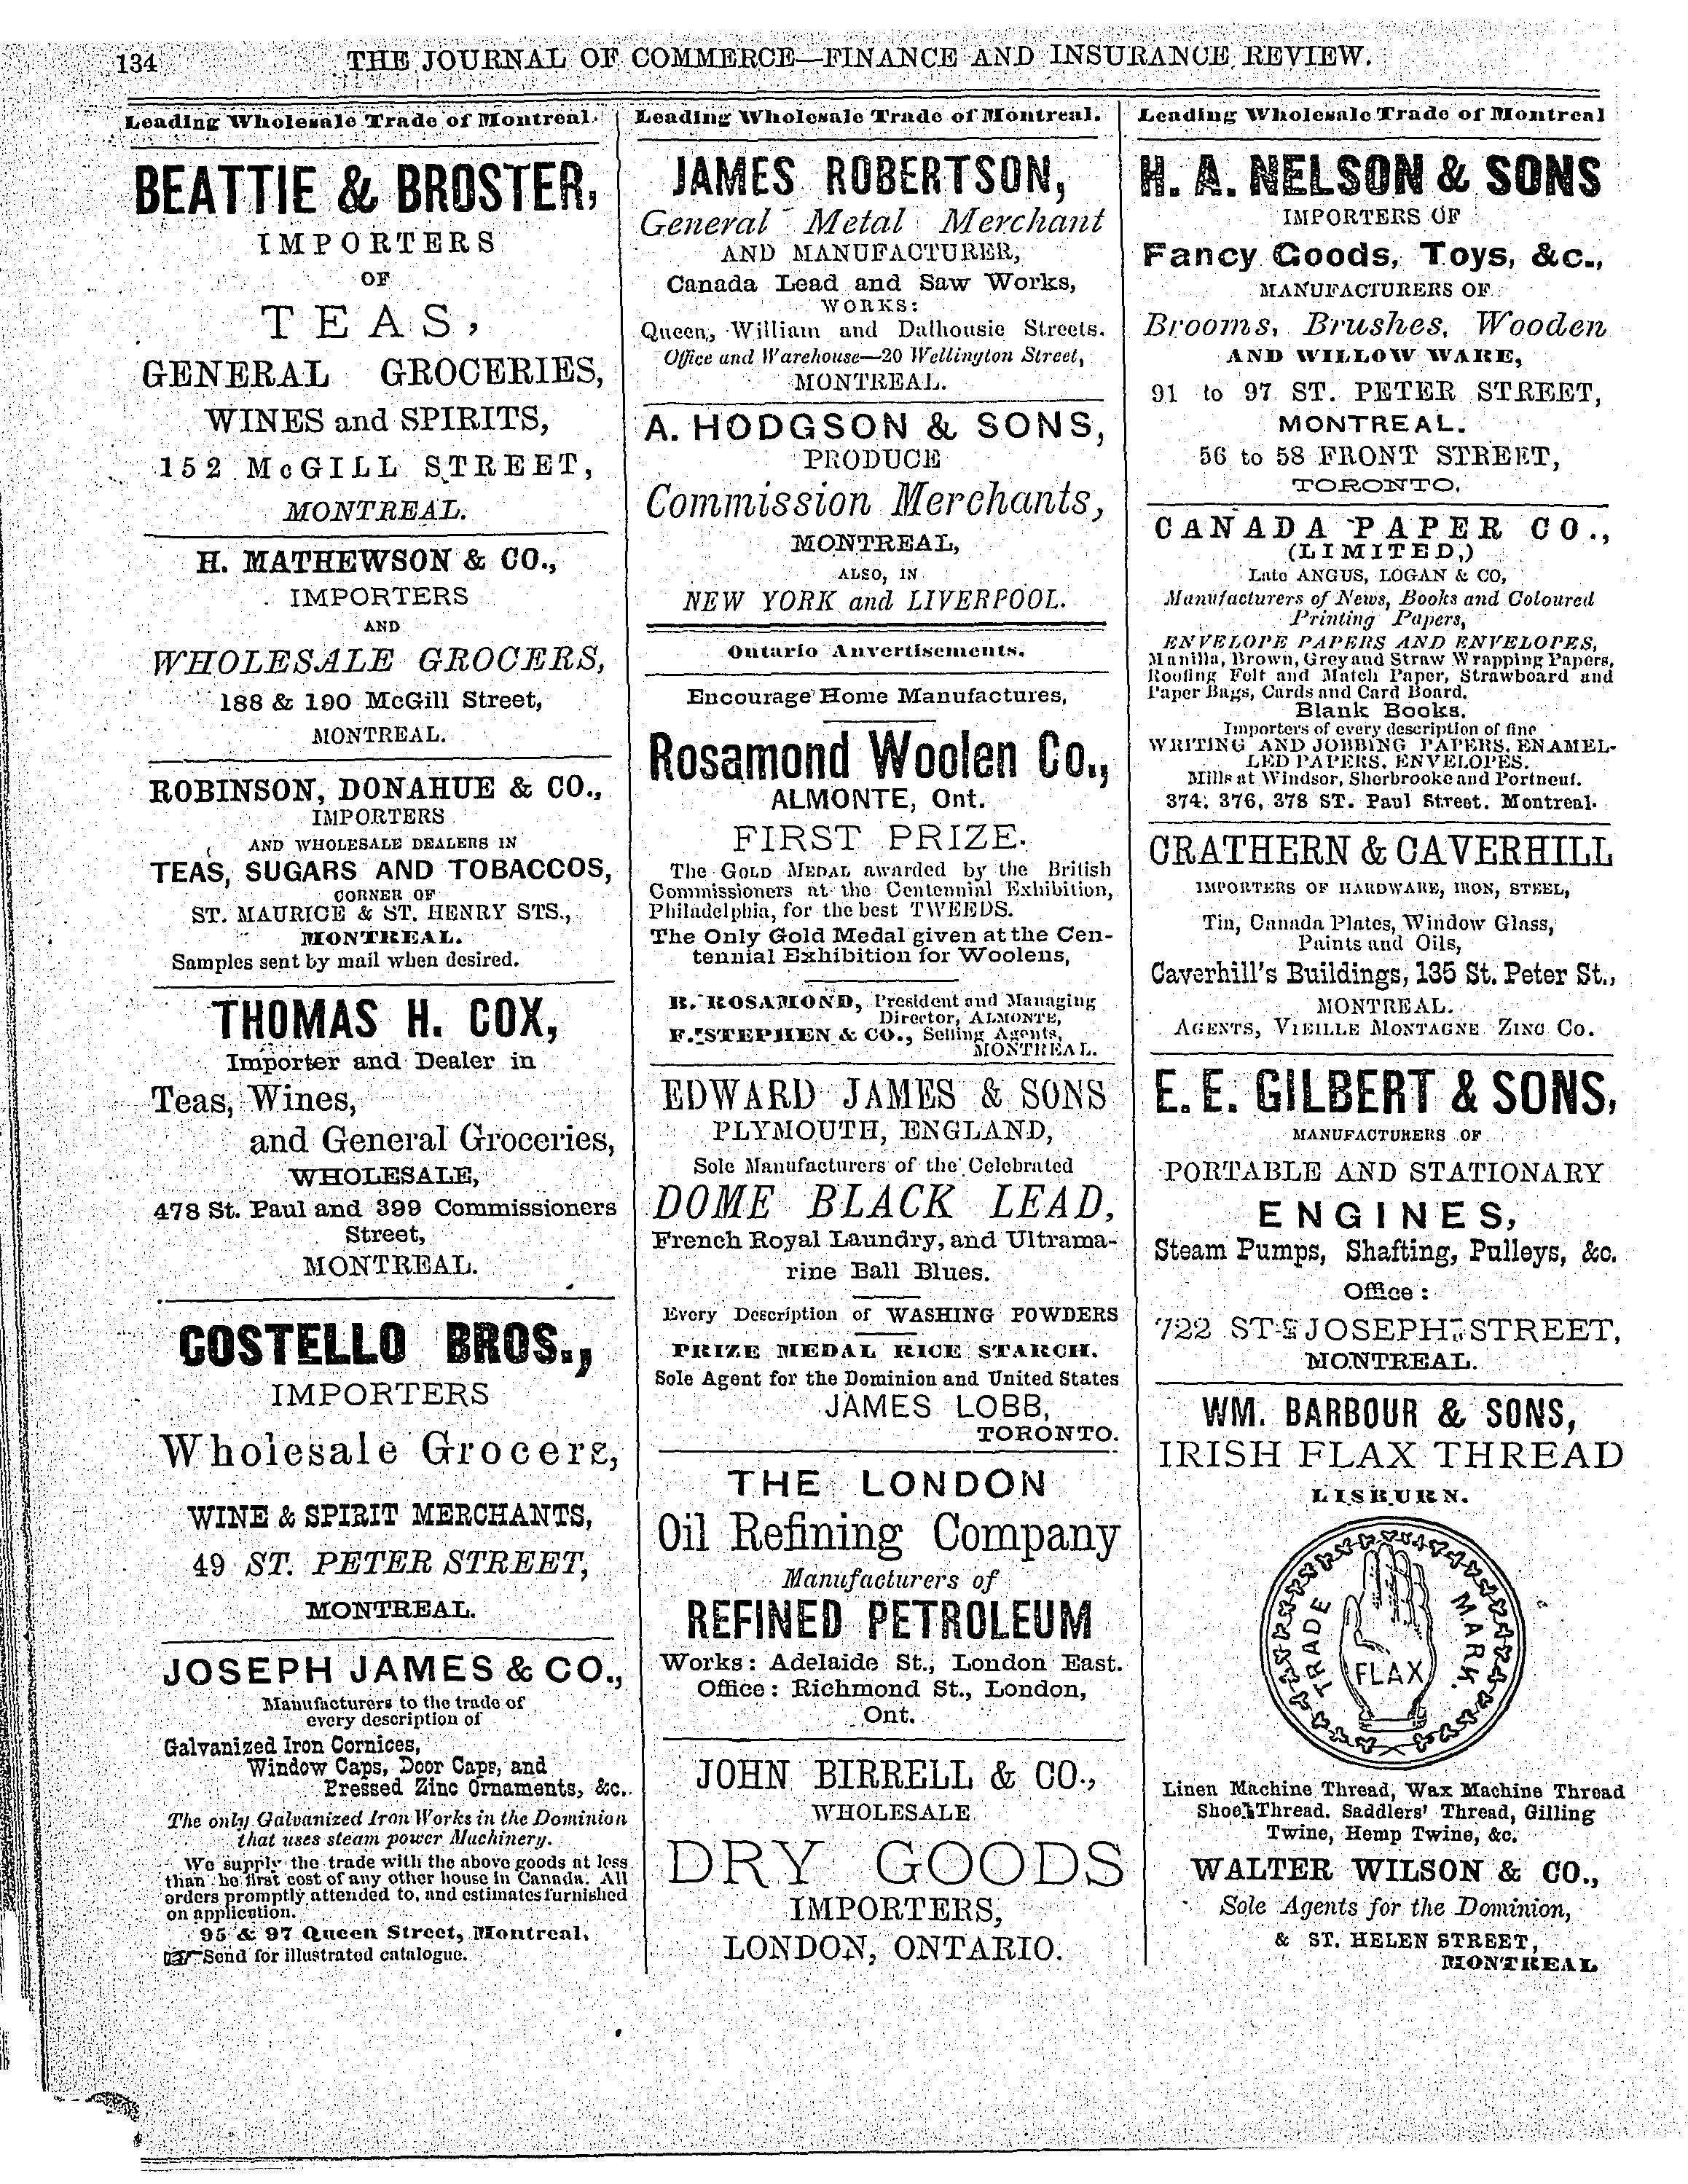 134
THE JOURNAL OF COMMERCE—FINANCE AND INSURANCE REVIEW.
Leading Wholesale Trade of Montreal.
BEATTIE & BROSTER,
IMPORTERS
OF
TEAS,
GENERAL GROCERIES,
WINES and SPIRITS,
152 McGILL STREET,
MONTREAL.
H. MATHEWSON & CO.,
IMPORTERS
AND
WHOLESALE GROCERS,
188 & 190 McGill Street,
MONTREAL.
ROBINSON, DONAHUE & CO.,
IMPORTERS
AND WHOLESALE DEALERS IN
TEAS, SUGARS AND TOBACCOS,
CORNER OF
ST. MAURICE & ST. HENRY STS.,
MONTREAL.
Samples sent by mail when desired.
THOMAS H. COX,
Importer and Dealer in
Teas, Wines,
and General Groceries,
WHOLESALE,
478 St. Paul and 399 Commissioners
Street,
MONTREAL.
COSTELLO BROS.,
IMPORTERS
Wholesale Grocers,
WINE & SPIRIT MERCHANTS,
49 ST. PETER STREET,
MONTREAL.
JOSEPH JAMES & CO.,
Manufacturers to the trade of
every description of
Galvanized Iron Cornices,
Window Caps, Door Caps, and
Pressed Zinc Ornaments, &c..
The only Galvanized Iron Works in the Dominion
that uses steam power Machinery.
We supply the trade with the above goods at less
than he first cost of any other house in Canada. All
orders promptly attended to, and estimates furnished
on application.
95 & 97 Queen Street, Montreal.
☞ Send for illustrated catalogue.
Leading Wholesale Trade of Montreal.
JAMES ROBERTSON,
General Metal Merchant
AND MANUFACTURER,
Canada Lead and Saw Works,
WORKS:
Queen, William and Dalhousie Streets.
Office and Warehouse—20 Wellington Street,
MONTREAL.
A. HODGSON & SONS,
PRODUCE
Commission Merchants,
MONTREAL,
ALSO, IN
NEW YORK and LIVERPOOL.
Ontario Anvertisements.
Encourage Home Manufactures,
Rosamond Woolen Co.,
ALMONTE, Ont.
FIRST PRIZE.
The GOLD MEDAL awarded by the British
Commissioners at the Centennial Exhibition,
Philadelphia, for the best TWEEDS.
The Only Gold Medal given at the Cen-
tennial Exhibition for Woolens,
B. ROSAMOND, President and Managing
Director, ALMONTE,
F. STEPHEN & CO., Selling Agents,
MONTREAL.
EDWARD JAMES & SONS
PLYMOUTH, ENGLAND,
Sole Manufacturers of the Celebrated
DOME BLACK LEAD,
French Royal Laundry, and Ultrama-
rine Ball Blues.
Every Description of WASHING POWDERS
PRIZE MEDAL RICE STARCH.
Sole Agent for the Dominion and United States
JAMES LOBB,
TORONTO.
THE LONDON
Oil Refining Company
Manufacturers of
REFINED PETROLEUM
Works: Adelaide St., London East.
Office: Richmond St., London,
Ont.
JOHN BIRRELL & CO.,
WHOLESALE
DRY GOODS
IMPORTERS,
LONDON, ONTARIO.
Leading Wholesale Trade of Montreal
H. A. NELSON & SONS
IMPORTERS OF
Fancy Goods, Toys, &c.,
MANUFACTURERS OF
Brooms, Brushes, Wooden
AND WILLOW WARE,
91 to 97 ST. PETER STREET,
MONTREAL.
56 to 58 FRONT STREET,
TORONTO.
CANADA PAPER CO.,
(LIMITED,)
Late ANGUS, LOGAN & CO,
Manufacturers of News, Books and Coloured
Printing Papers,
ENVELOPE PAPERS AND ENVELOPES,
Manilla, Brown, Grey and Straw Wrapping Papers,
Roofing Felt and Match Paper, Strawboard and
Paper Bags, Cards and Card Board.
Blank Books.
Importers of every description of fine
WRITING AND JOBBING PAPERS. ENAMEL-
LED PAPERS. ENVELOPES.
Mills at Windsor, Sherbrooke and Portneuf.
374, 376, 378 ST. Paul Street. Montreal.
CRATHERN & CAVERHILL
IMPORTERS OF HARDWARE, IRON, STEEL,
Tin, Canada Plates, Window Glass,
Paints and Oils,
Caverhill's Buildings, 135 St. Peter St.,
MONTREAL.
AGENTS, VIEILLE MONTAGNE ZINC Co.
E. E. GILBERT & SONS,
MANUFACTURERS OF
PORTABLE AND STATIONARY
ENGINES,
Steam Pumps, Shafting, Pulleys, &c.
Office:
722 ST. JOSEPH STREET,
MONTREAL.
WM. BARBOUR & SONS,
IRISH FLAX THREAD
LISBURN.
TRADE MARK.
FLAX
Linen Machine Thread, Wax Machine Thread
Shoe Thread. Saddlers' Thread, Gilling
Twine, Hemp Twine, &c.
WALTER WILSON & CO.,
Sole Agents for the Dominion,
& ST. HELEN STREET,
MONTREAL